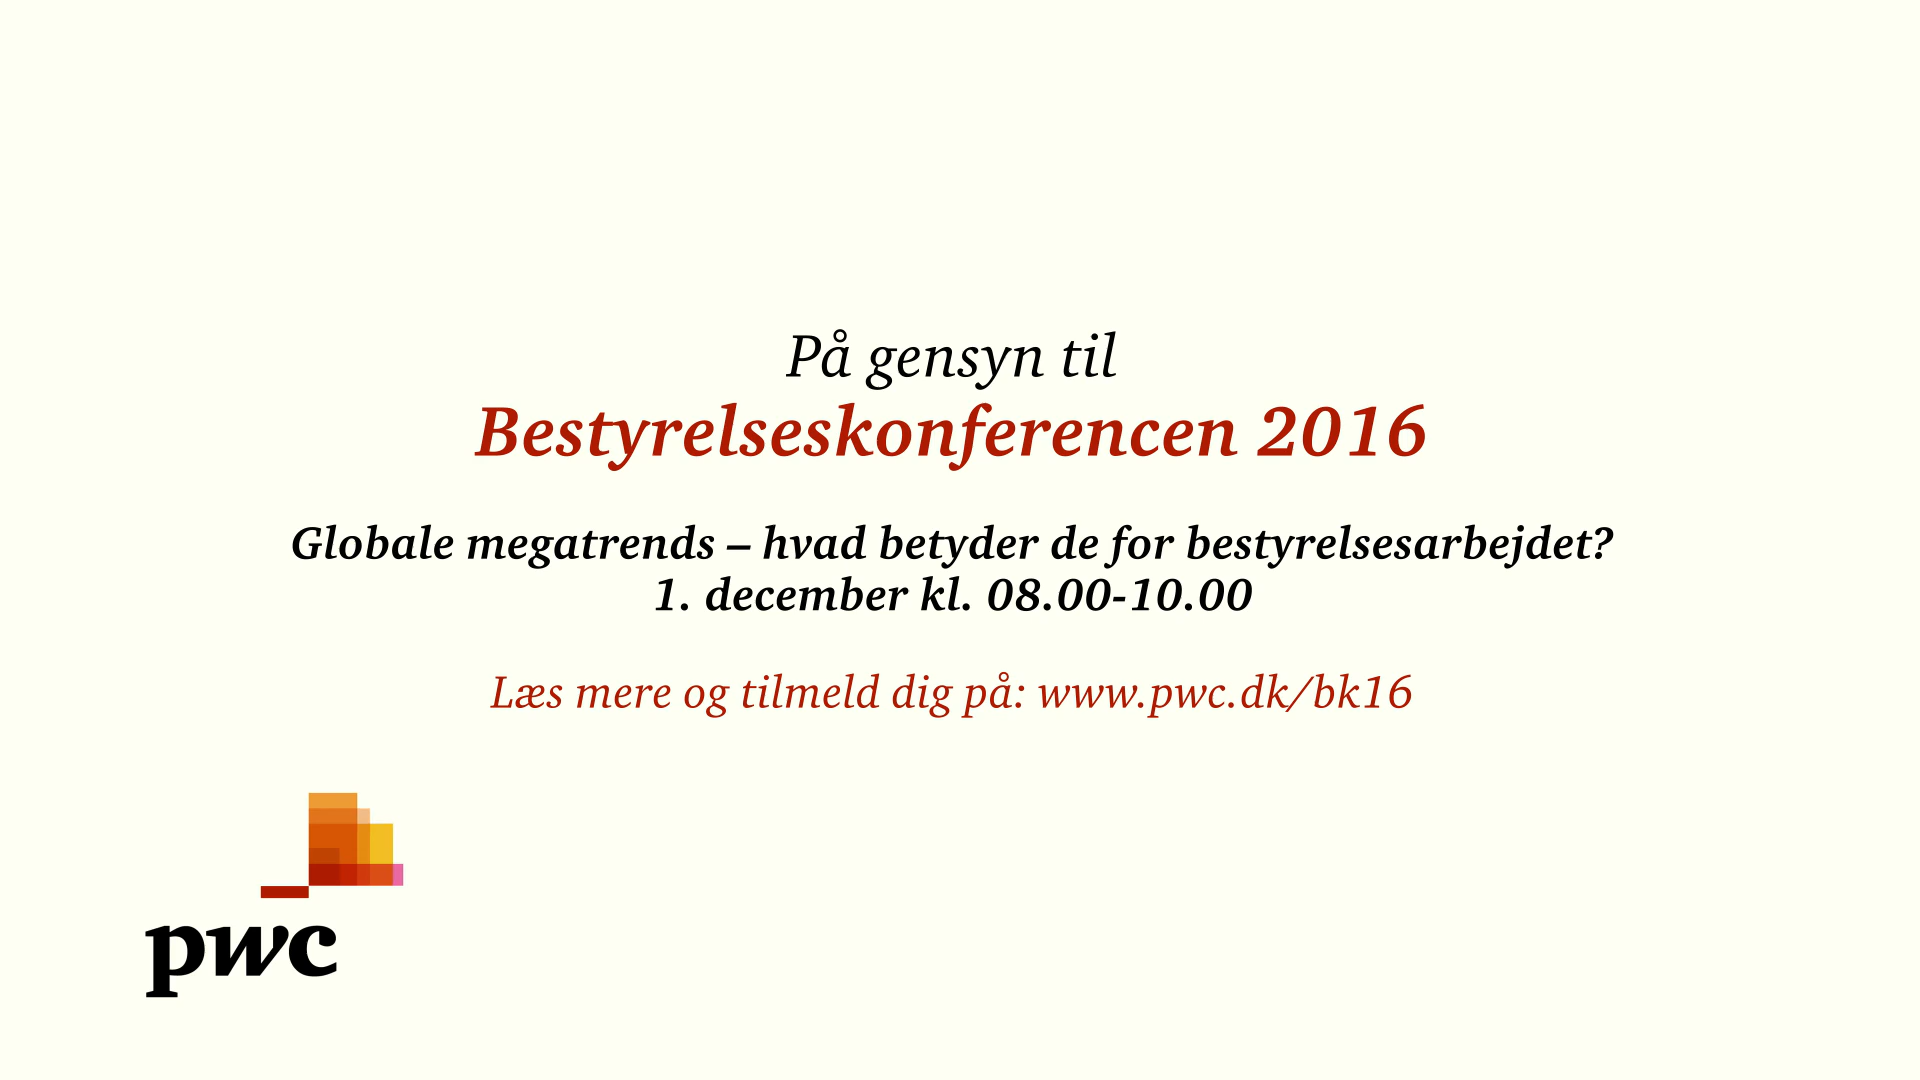 På gensyn til
Bestyrelseskonferencen 2016
Globale megatrends – hvad betyder de for bestyrelsesarbejdet?
1. december kl. 08.00-10.00
Læs mere og tilmeld dig på: www.pwc.dk/bk16
pwc